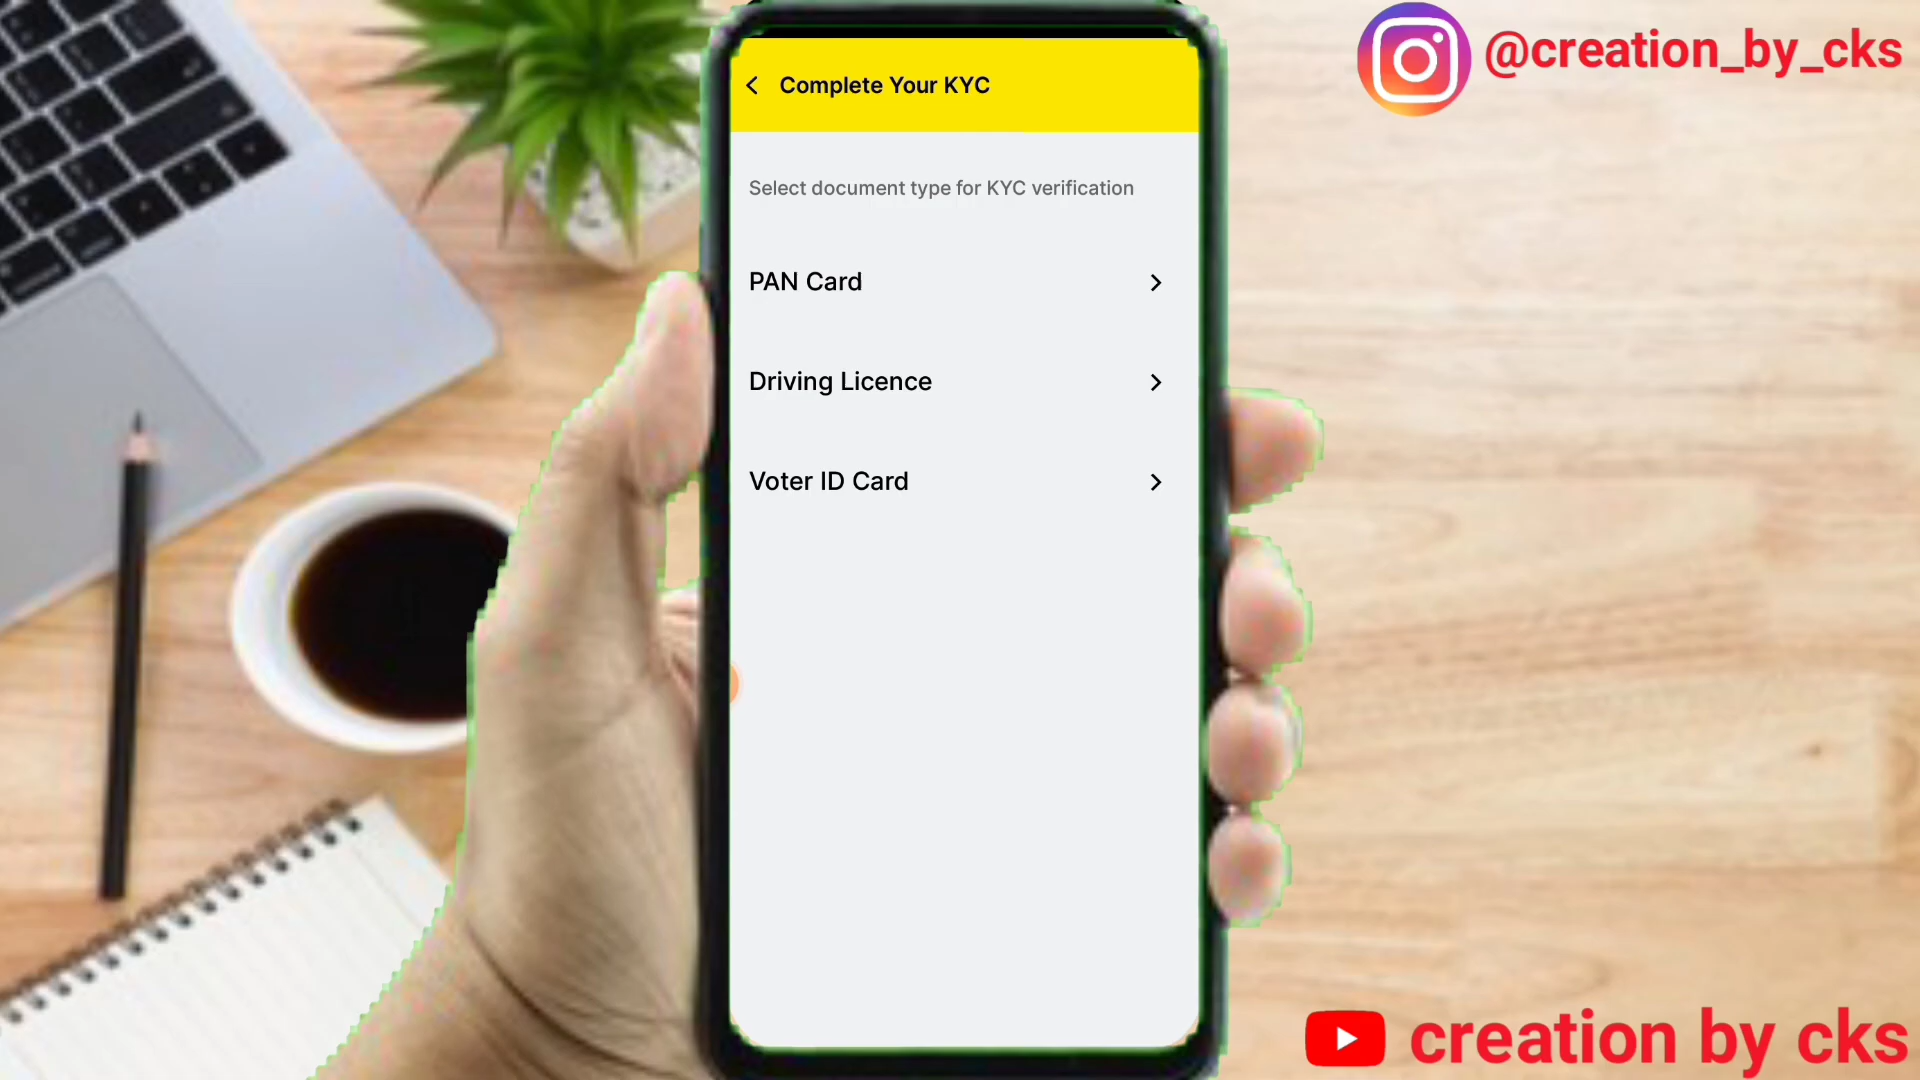 @creation_by_cks
Complete Your KYC
Select document type for KYC verification
PAN Card
Driving Licence
Voter ID Card
creation by cks